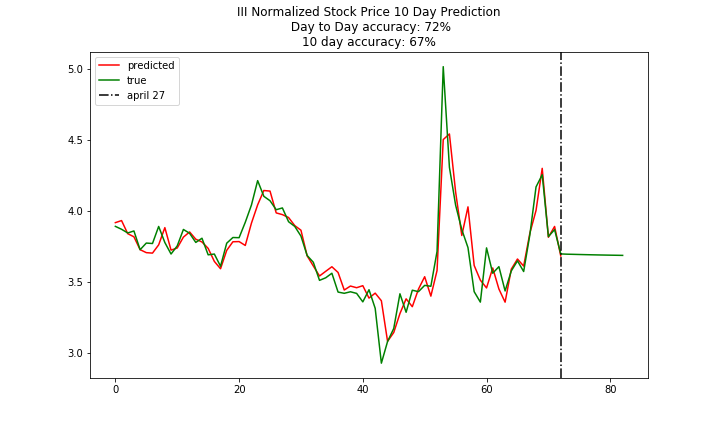 III Normalized Stock Price 10 Day Prediction
Day to Day accuracy: 72%
10 day accuracy: 67%
predicted
true
april 27
5.0
4.5
4.0
3.5
3.0
0 20 40 60 80